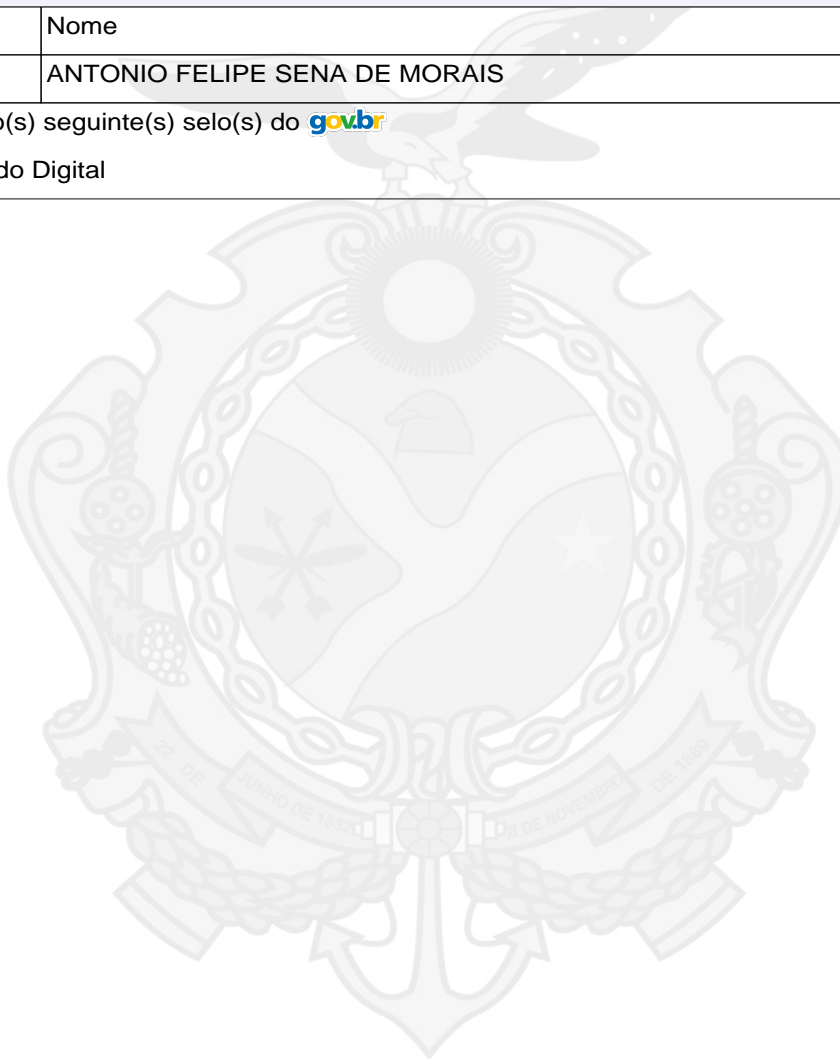 Nome
ANTONIO FELIPE SENA DE MORAIS
o(s) seguinte(s) selo(s) do gov.br
do Digital
22 DE JUNHO DE 1832 DE NOVEMBRO DE 1889